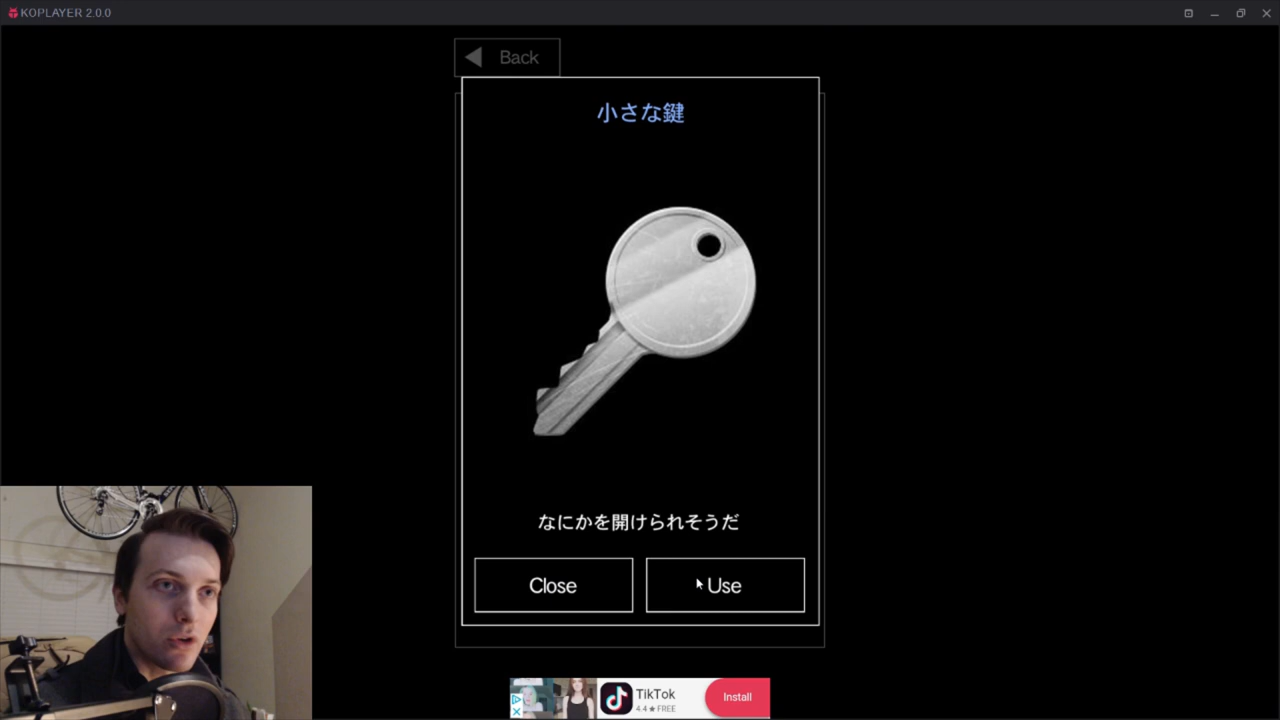 KOPLAYER 2.0.0
Back
小さな鍵
なにかを開けられそうだ
Close
Use
TikTok
4.4 ★ FREE
Install